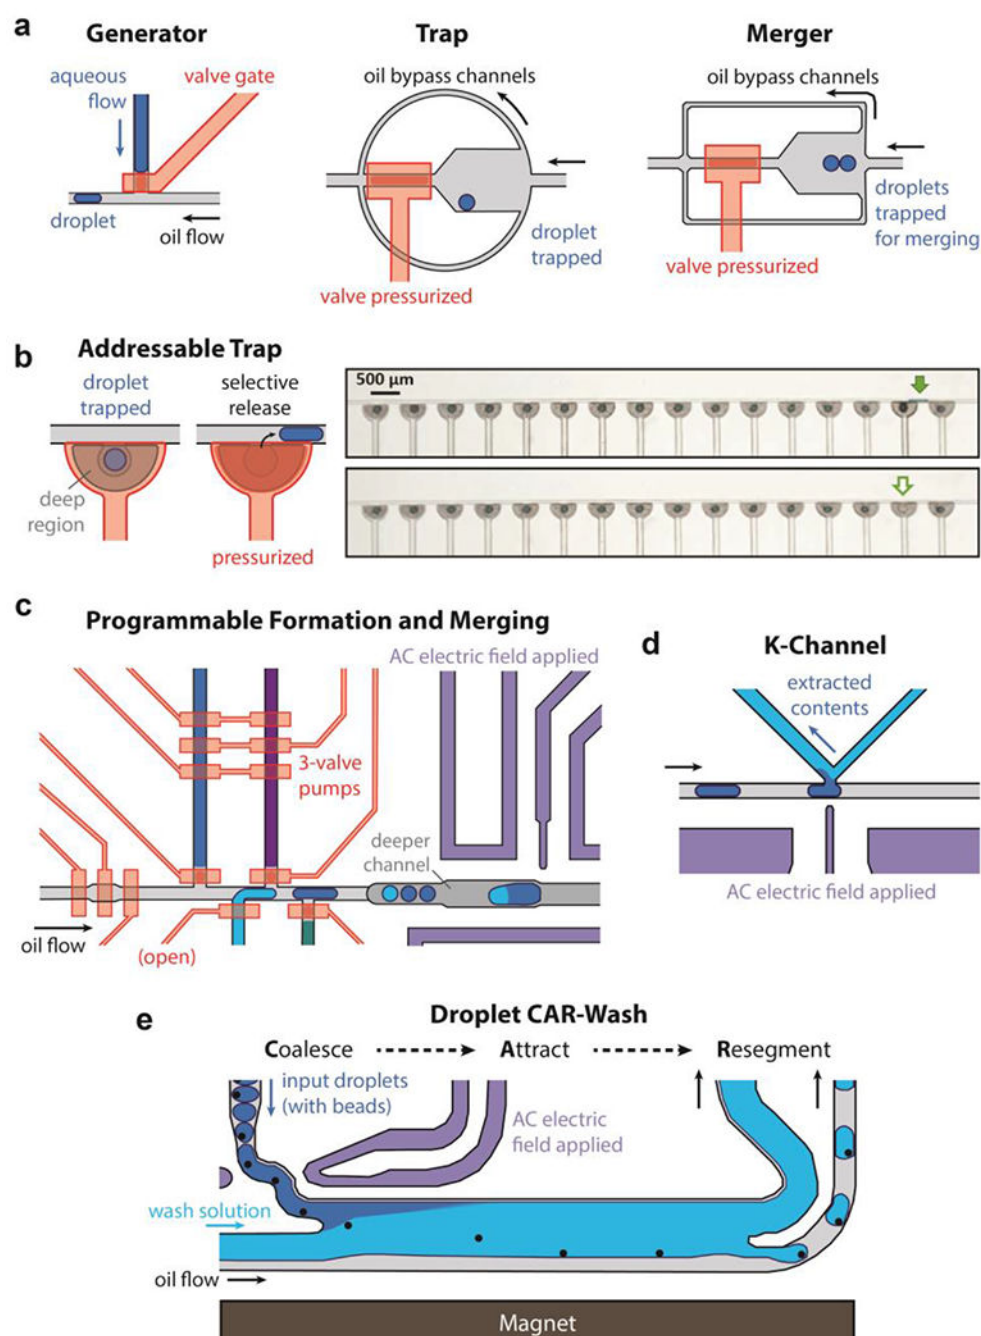 a
Generator
aqueous
flow
valve gate
droplet
oil flow
Trap
oil bypass channels
droplet
trapped
valve pressurized
Merger
oil bypass channels
droplets
trapped
for merging
valve pressurized
b
Addressable Trap
droplet
trapped
selective
release
deep
region
pressurized
500 µm
c
Programmable Formation and Merging
AC electric field applied
3-valve
pumps
deeper
channel
oil flow
(open)
d
K-Channel
extracted
contents
AC electric field applied
e
Droplet CAR-Wash
Coalesce
Attract
Resegment
input droplets
(with beads)
AC electric
field applied
wash solution
oil flow
Magnet